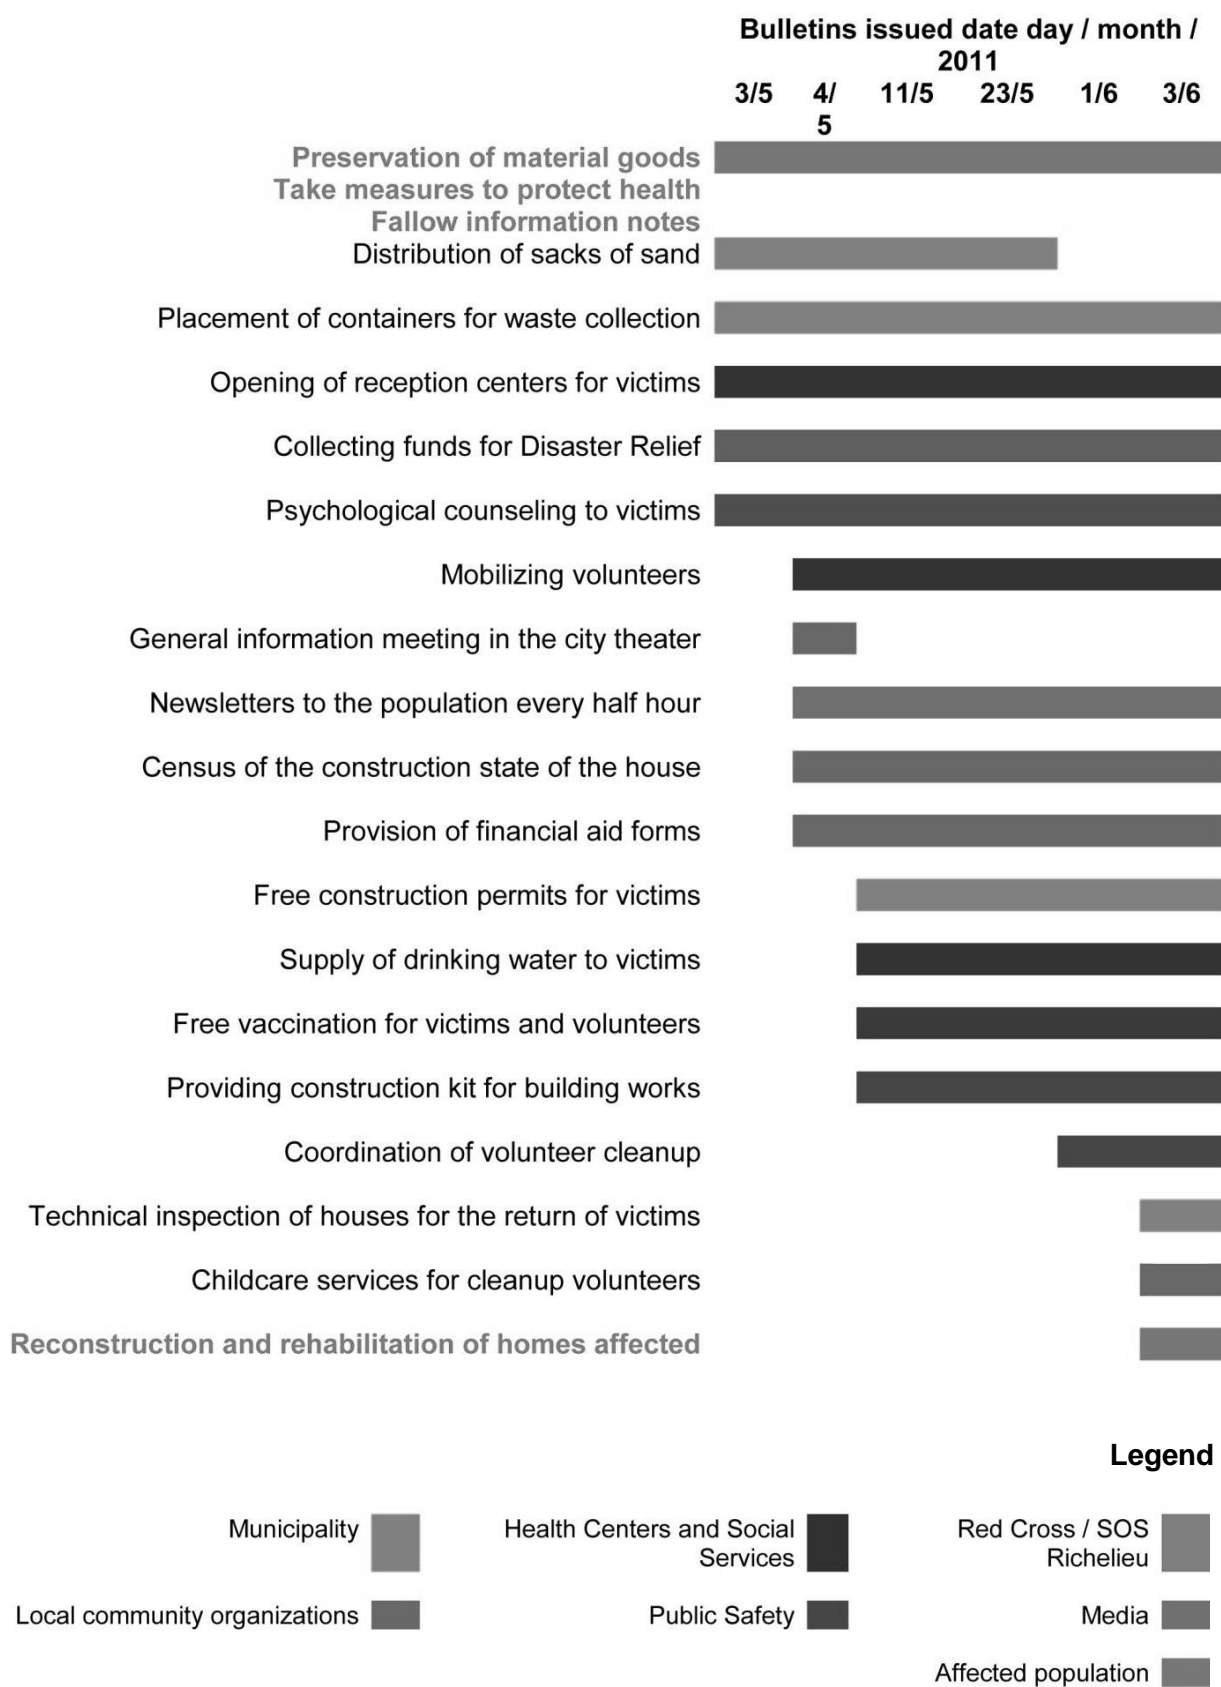 Bulletins issued date day / month /
2011
3/5 4/ 11/5 23/5 1/6 3/6
5
Preservation of material goods
Take measures to protect health
Fallow information notes
Distribution of sacks of sand
Placement of containers for waste collection
Opening of reception centers for victims
Collecting funds for Disaster Relief
Psychological counseling to victims
Mobilizing volunteers
General information meeting in the city theater
Newsletters to the population every half hour
Census of the construction state of the house
Provision of financial aid forms
Free construction permits for victims
Supply of drinking water to victims
Free vaccination for victims and volunteers
Providing construction kit for building works
Coordination of volunteer cleanup
Technical inspection of houses for the return of victims
Childcare services for cleanup volunteers
Reconstruction and rehabilitation of homes affected
Legend
Municipality
Health Centers and Social
Services
Red Cross / SOS
Richelieu
Local community organizations
Public Safety
Media
Affected population